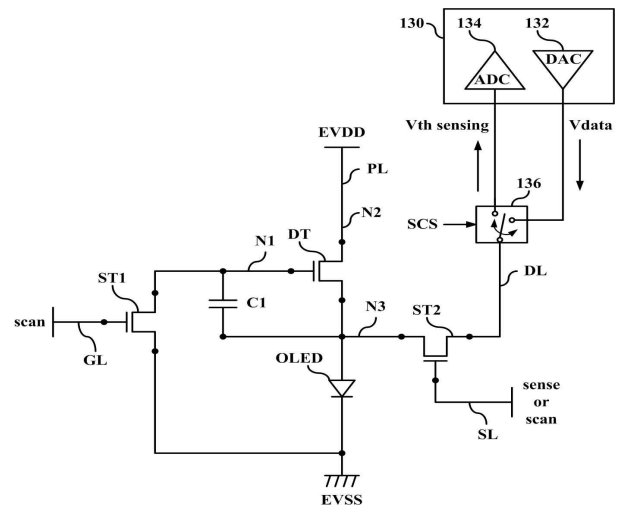 130
134
132
ADC
DAC
Vth sensing
Vdata
EVDD
PL
N2
136
SCS
DL
DT
N1
ST1
C1
scan
GL
N3
ST2
OLED
sense
or
scan
SL
EVSS